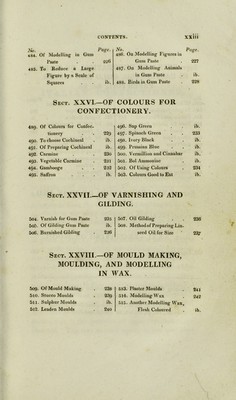 CONTENTS. xxiii
No. Page.
484. Of Modelling in Gum
Paste 226
485. To Reduce a Large
Figure by a Scale of
Squares ib.
No. Page.
486. On Modelling Figures in
Gum Paste 227
487. On Modelling Animals
in Gum Paste ib.
488. Birds in Gum Paste 228
SECT. XXVI.—OF COLOURS FOR
CONFECTIONERY.
489. Of Colours for Confec-
tionery 229
490. To choose Cochineal ib.
491. Of Preparing Cochineal ib.
492. Carmine 230
493. Vegetable Carmine 231
494. Gamboage 232
495. Saffron ib.
496. Sap Green ib.
497. Spinach Green 233
498. Ivory Black ib.
499. Prussian Blue ib.
500. Vermillion and Cinnabar ib.
501. Bol Ammoniac ib.
502. Of Using Colours 234
503. Colours Good to Eat ib.
SECT. XXVII.—OF VARNISHING AND
GILDING.
504. Varnish for Gum Paste 235
505. Of Gilding Gum Paste ib.
506. Burnished Gilding 236
507. Oil Gilding 236
508. Method of Preparing Lin-
seed Oil for Size 237
SECT. XXVIII.—OF MOULD MAKING,
MOULDING, AND MODELLING
IN WAX.
509. Of Mould Making 238
510. Stucco Moulds 239
511. Sulphur Moulds ib.
512. Leaden Moulds 240
513. Plaster Moulds 241
514. Modelling Wax 242
515. Another Modelling Wax,
Flesh Coloured ib.